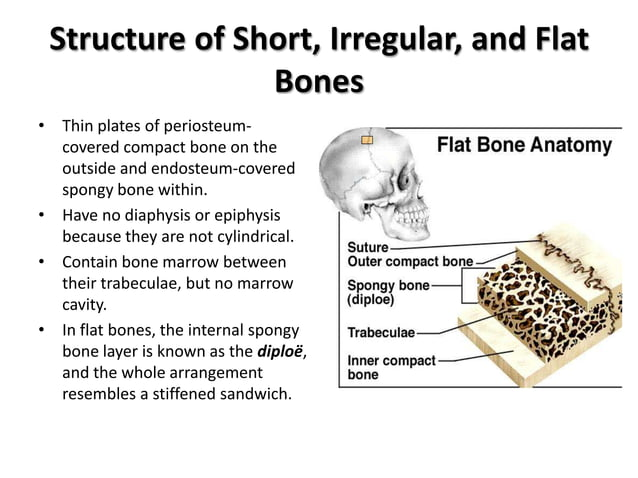 Structure of Short, Irregular, and Flat
Bones
• Thin plates of periosteum-
covered compact bone on the
outside and endosteum-covered
spongy bone within.
• Have no diaphysis or epiphysis
because they are not cylindrical.
• Contain bone marrow between
their trabeculae, but no marrow
cavity.
• In flat bones, the internal spongy
bone layer is known as the diploë,
and the whole arrangement
resembles a stiffened sandwich.
Flat Bone Anatomy
Suture
Outer compact bone
Spongy bone
(diploe)
Trabeculae
Inner compact
bone